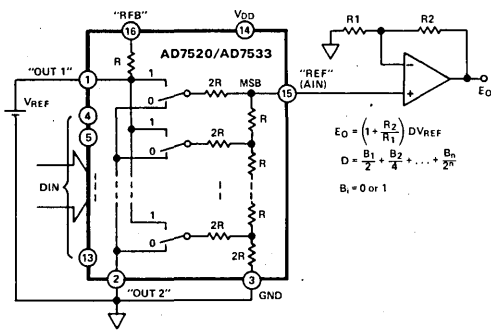 "RFB"
VDD
16
14
R
AD7520/AD7533
"OUT 1"
1
1
2R
MSB
"REF"
(AIN)
15
0
R
VREF
4
5
1
2R
0
R
DIN
R
1
2R
0
2R
13
2
3
"OUT 2"
GND
R1
R2
−
+
EO
EO = (1 + R2/R1) DVREF
D = B1/2 + B2/4 + . . . + Bn/2ⁿ
Bi = 0 or 1